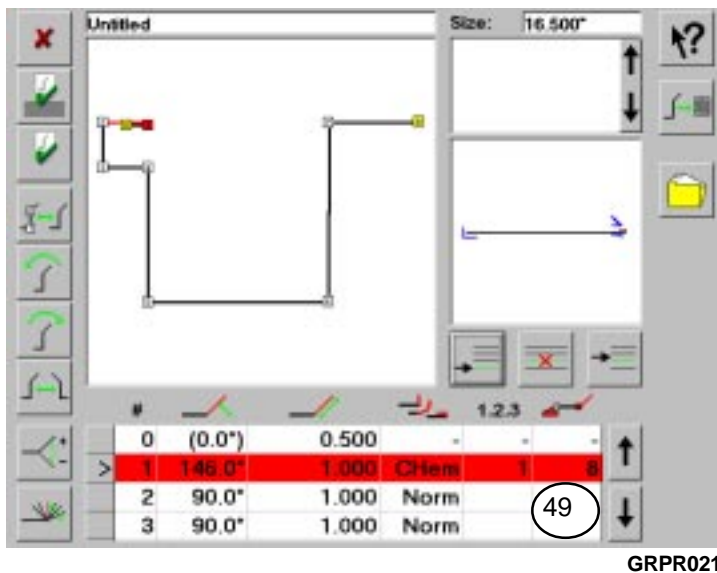 Untitled Size: 16.500"
# 1.2.3
0 (0.0°) 0.500 - - -
> 1 146.0° 1.000 CHem 1 8
2 90.0° 1.000 Norm
3 90.0° 1.000 Norm
49
GRPR021